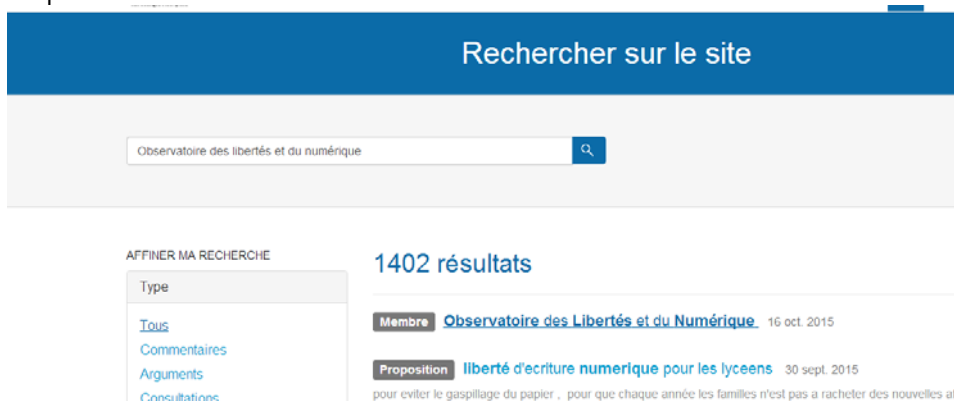 Rechercher sur le site
Observatoire des libertés et du numérique
AFFINER MA RECHERCHE
Type
Tous
Commentaires
Arguments
Consultations
1402 résultats
Membre Observatoire des Libertés et du Numérique 16 oct. 2015
Proposition liberté d'ecriture numerique pour les lyceens 30 sept. 2015
pour eviter le gaspillage du papier , pour que chaque année les familles n'est pas a racheter des nouvelles